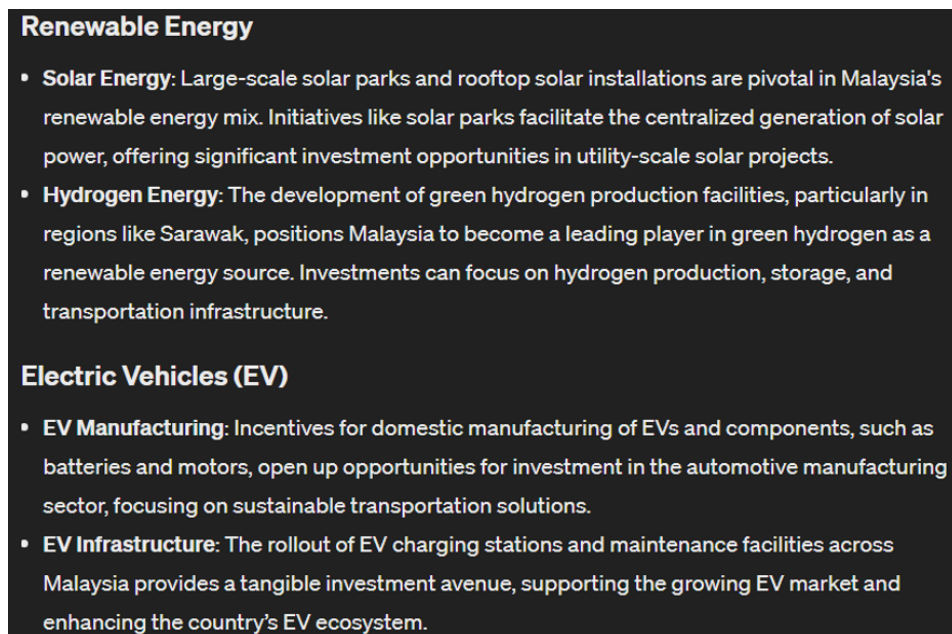 Renewable Energy
• Solar Energy: Large-scale solar parks and rooftop solar installations are pivotal in Malaysia's
renewable energy mix. Initiatives like solar parks facilitate the centralized generation of solar
power, offering significant investment opportunities in utility-scale solar projects.
• Hydrogen Energy: The development of green hydrogen production facilities, particularly in
regions like Sarawak, positions Malaysia to become a leading player in green hydrogen as a
renewable energy source. Investments can focus on hydrogen production, storage, and
transportation infrastructure.
Electric Vehicles (EV)
• EV Manufacturing: Incentives for domestic manufacturing of EVs and components, such as
batteries and motors, open up opportunities for investment in the automotive manufacturing
sector, focusing on sustainable transportation solutions.
• EV Infrastructure: The rollout of EV charging stations and maintenance facilities across
Malaysia provides a tangible investment avenue, supporting the growing EV market and
enhancing the country’s EV ecosystem.